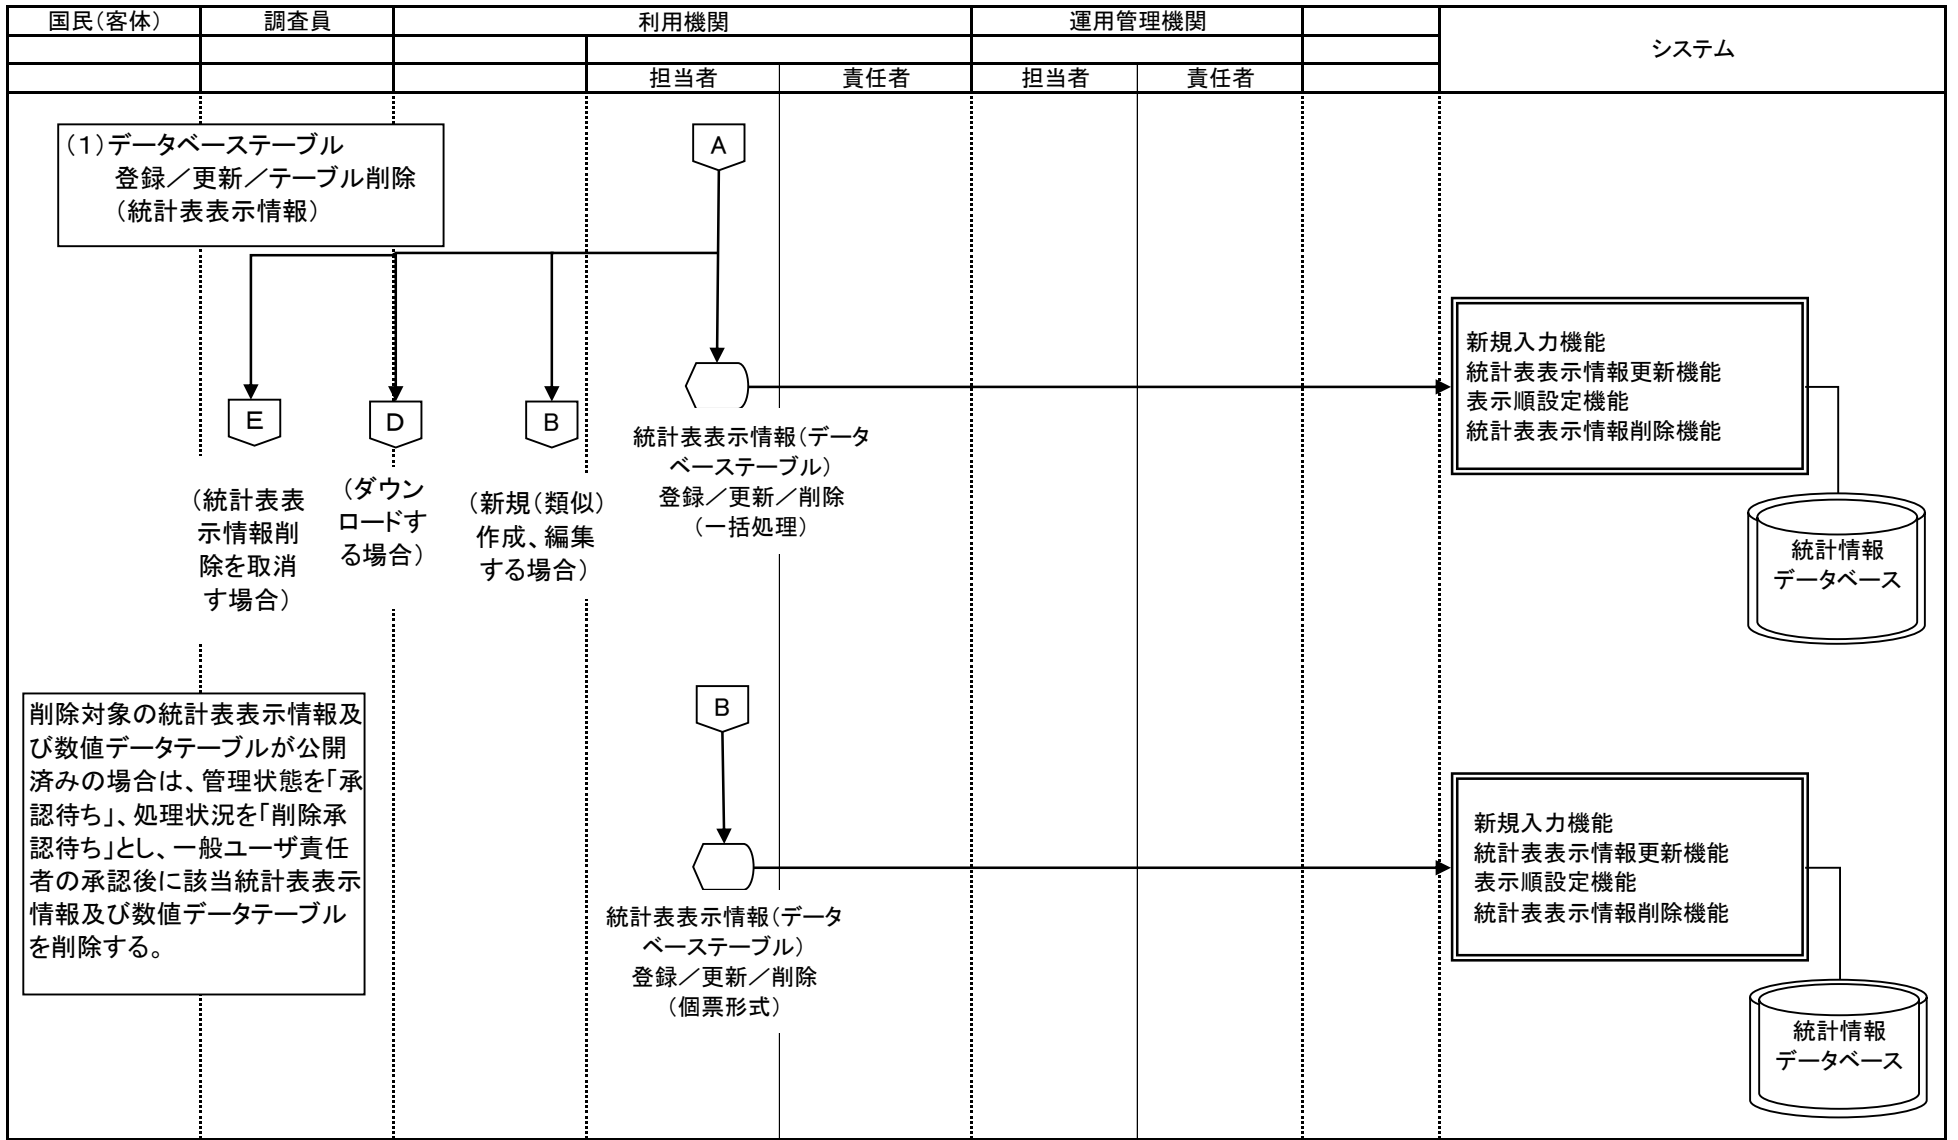 国民（客体）
調査員
利用機関
運用管理機関
システム
担当者
責任者
担当者
責任者
（１）データベーステーブル
登録／更新／テーブル削除
（統計表表示情報）
A
E
D
B
（統計表表
示情報削
除を取消
す場合）
（ダウン
ロードす
る場合）
（新規（類似）
作成、編集
する場合）
統計表表示情報（データ
ベーステーブル）
登録／更新／削除
（一括処理）
新規入力機能
統計表表示情報更新機能
表示順設定機能
統計表表示情報削除機能
統計情報
データベース
削除対象の統計表表示情報及
び数値データテーブルが公開
済みの場合は、管理状態を「承
認待ち」、処理状況を「削除承
認待ち」とし、一般ユーザ責任
者の承認後に該当統計表表示
情報及び数値データテーブル
を削除する。
B
統計表表示情報（データ
ベーステーブル）
登録／更新／削除
（個票形式）
新規入力機能
統計表表示情報更新機能
表示順設定機能
統計表表示情報削除機能
統計情報
データベース